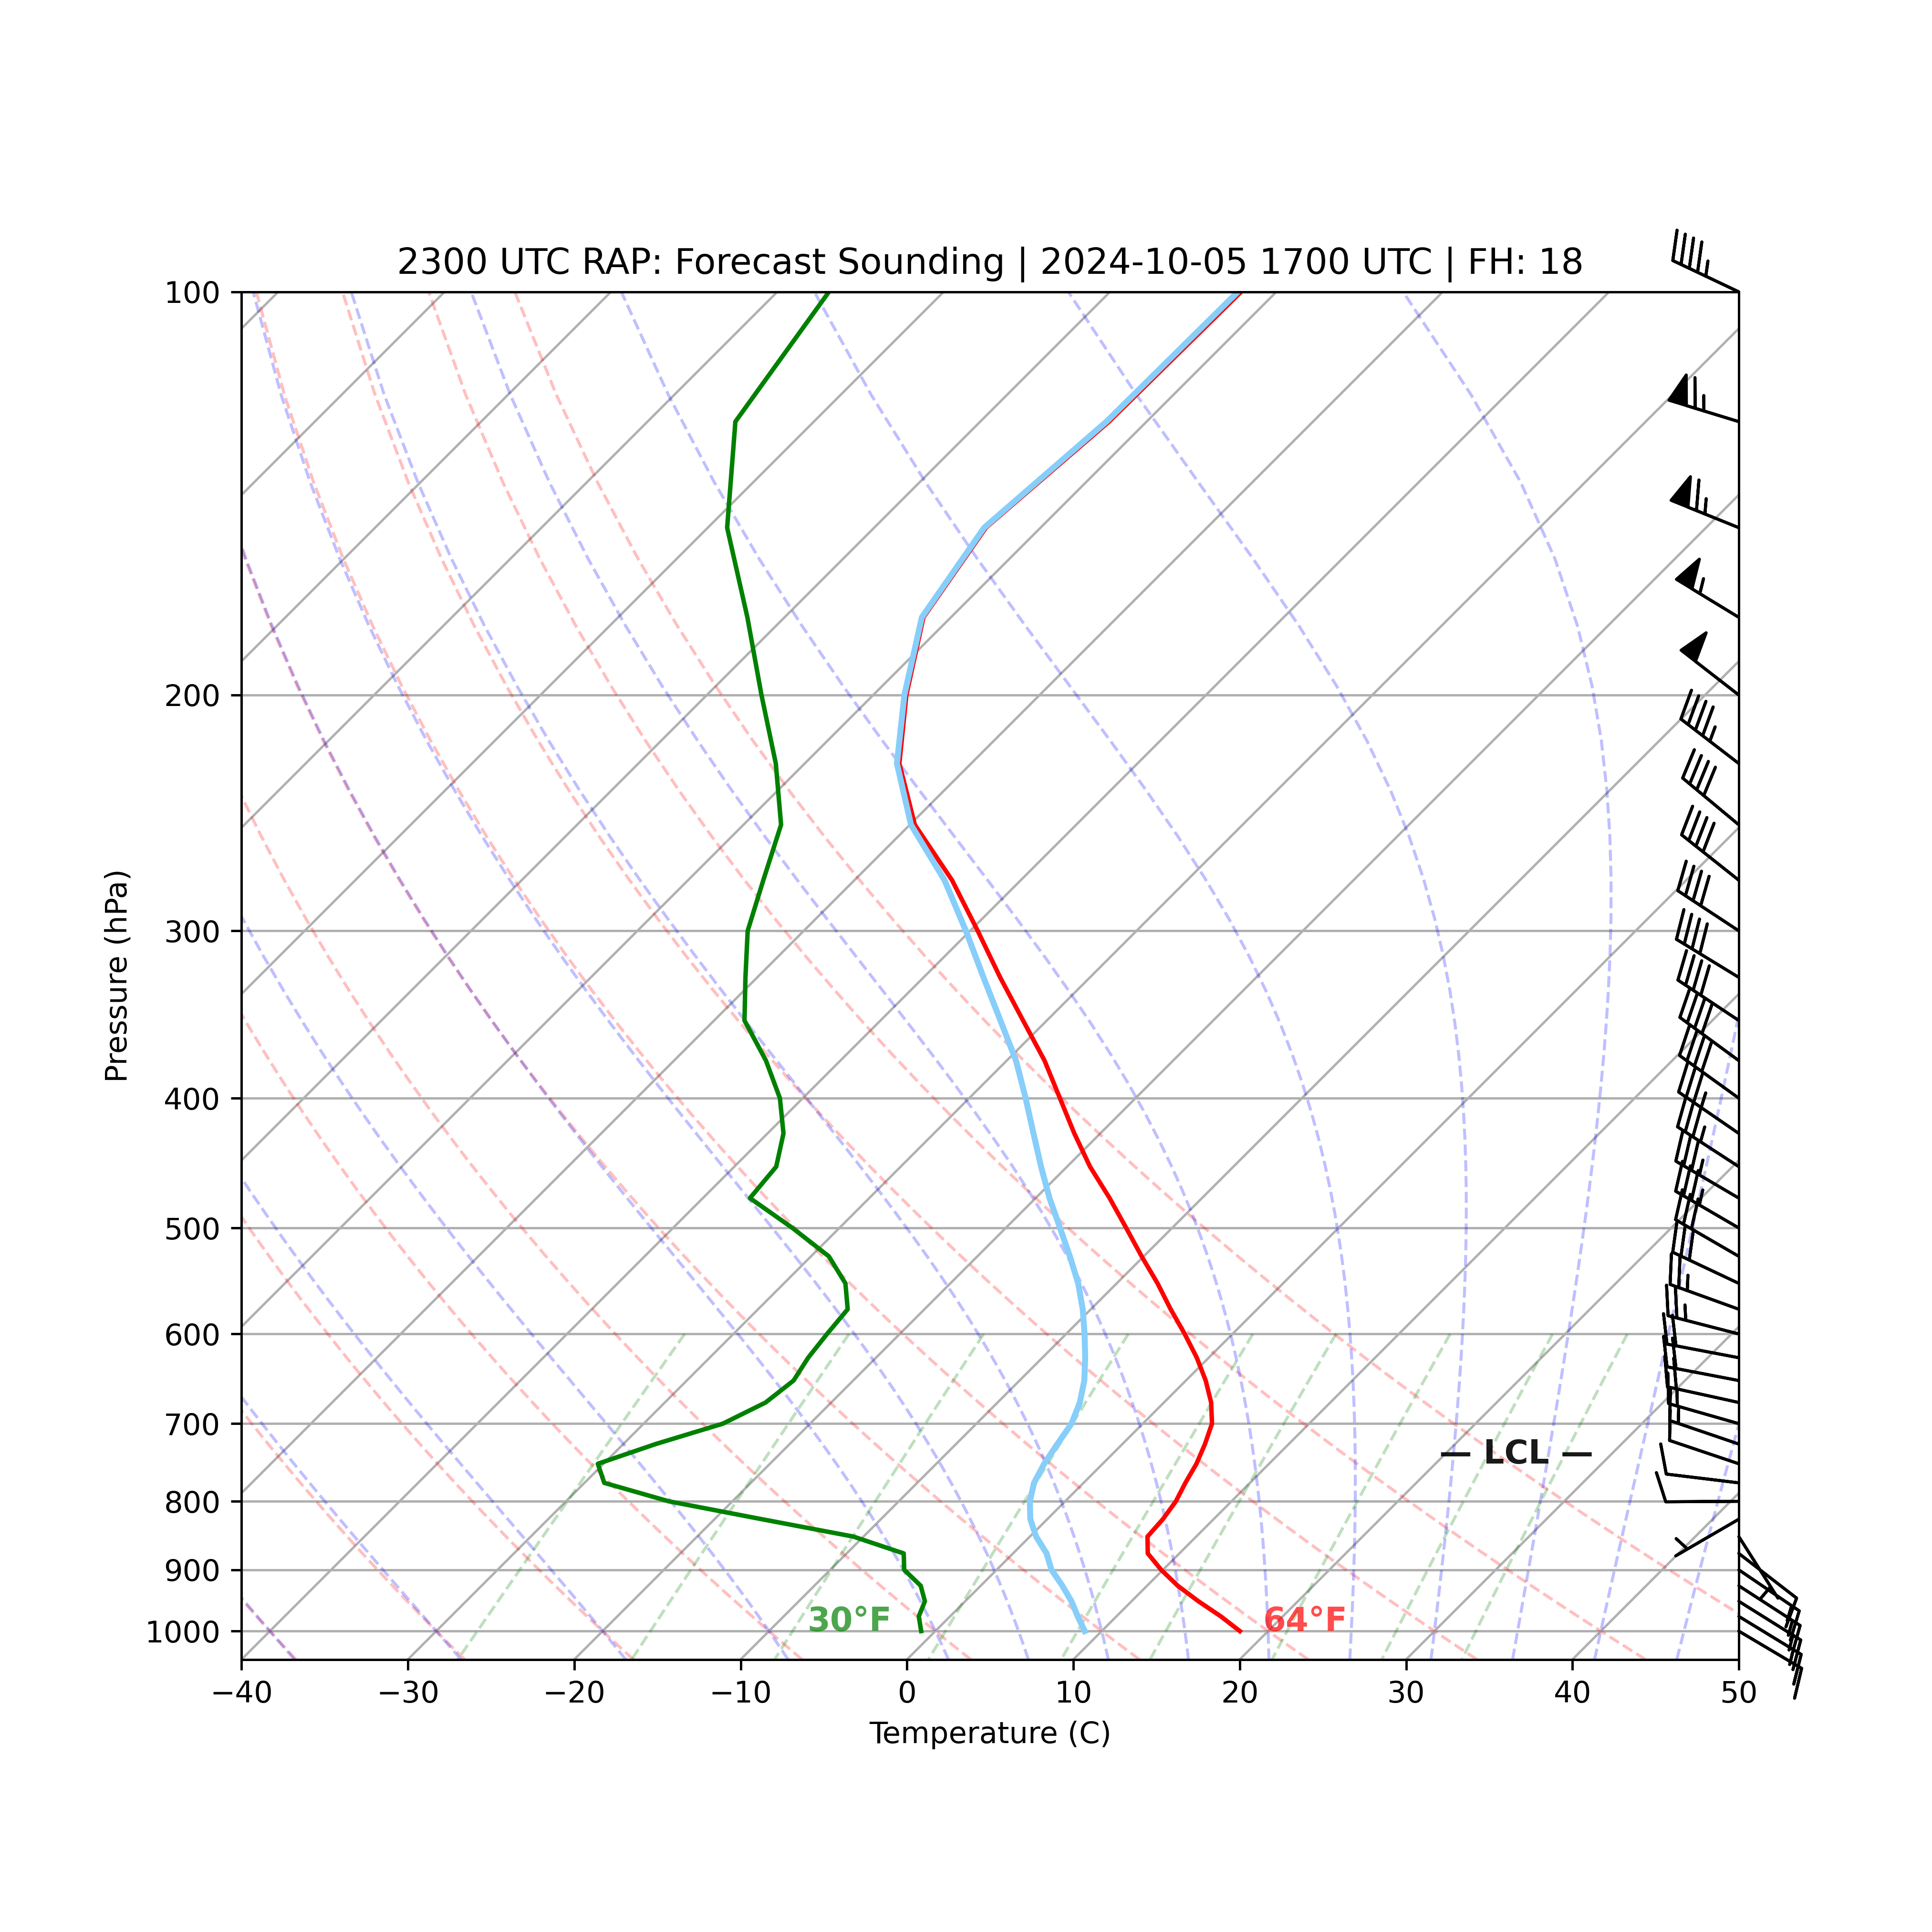 2300 UTC RAP: Forecast Sounding | 2024-10-05 1700 UTC | FH: 18
100
200
300
400
500
600
700
800
900
1000
Pressure (hPa)
— LCL —
30°F
64°F
−40 −30 −20 −10 0 10 20 30 40 50
Temperature (C)